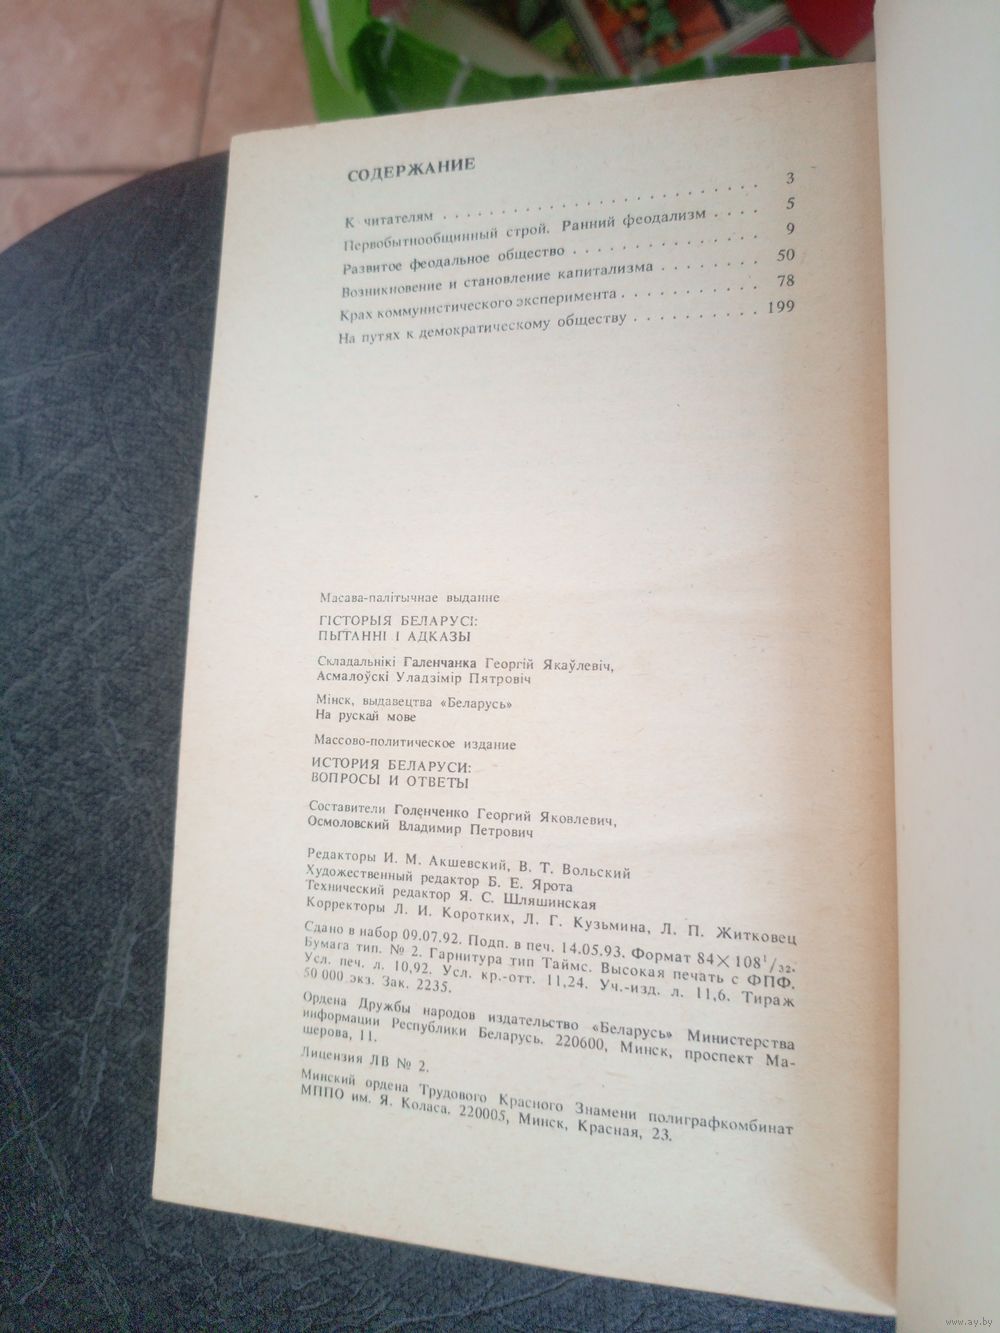 СОДЕРЖАНИЕ
К читателям . . . . . . . . . . . . . . . . . . . . . . 3
Первобытнообщинный строй. Ранний феодализм . . . . 5
Развитое феодальное общество . . . . . . . . . . . . . 9
Возникновение и становление капитализма . . . . . . . 50
Крах коммунистического эксперимента . . . . . . . . . . 78
На путях к демократическому обществу . . . . . . . . . . 199
Масава-палітычнае выданне
ГІСТОРЫЯ БЕЛАРУСІ:
ПЫТАННІ І АДКАЗЫ
Складальнікі Галенчанка Георгій Якаўлевіч,
Асмалоўскі Уладзімір Пятровіч
Мінск, выдавецтва «Беларусь»
На рускай мове
Массово-политическое издание
ИСТОРИЯ БЕЛАРУСИ:
ВОПРОСЫ И ОТВЕТЫ
Составители Голенченко Георгий Яковлевич,
Осмоловский Владимир Петрович
Редакторы И. М. Акшевский, В. Т. Вольский
Художественный редактор Б. Е. Ярота
Технический редактор Я. С. Шляшинская
Корректоры Л. И. Коротких, Л. Г. Кузьмина, Л. П. Житковец
Сдано в набор 09.07.92. Подп. в печ. 14.05.93. Формат 84×108 1/32.
Бумага тип. № 2. Гарнитура тип Таймс. Высокая печать с ФПФ.
Усл. печ. л. 10,92. Усл. кр.-отт. 11,24. Уч.-изд. л. 11,6. Тираж
50 000 экз. Зак. 2235.
Ордена Дружбы народов издательство «Беларусь» Министерства
информации Республики Беларусь. 220600, Минск, проспект Ма-
шерова, 11.
Лицензия ЛВ № 2.
Минский ордена Трудового Красного Знамени полиграфкомбинат
МППО им. Я. Коласа. 220005, Минск, Красная, 23.
www.ay.by